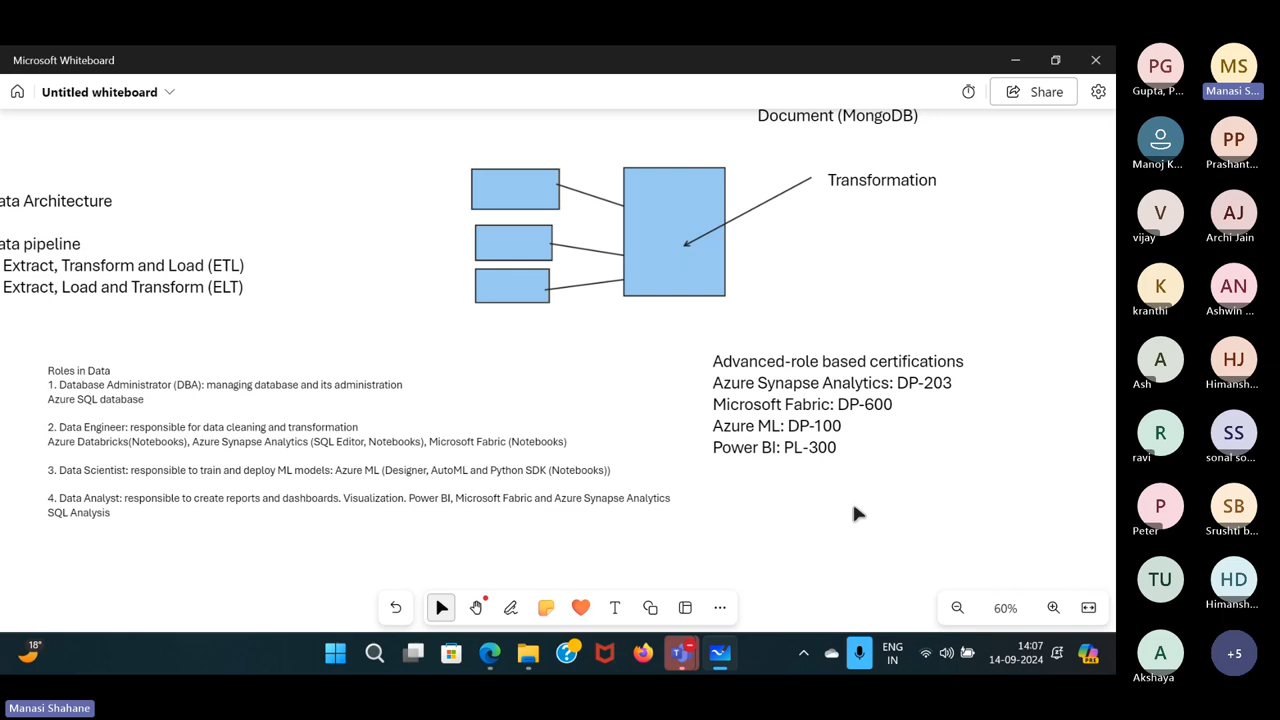 Microsoft Whiteboard
Untitled whiteboard
Share
Document (MongoDB)
Transformation
ata Architecture
ata pipeline
Extract, Transform and Load (ETL)
Extract, Load and Transform (ELT)
Roles in Data
1. Database Administrator (DBA): managing database and its administration
Azure SQL database
2. Data Engineer: responsible for data cleaning and transformation
Azure Databricks(Notebooks), Azure Synapse Analytics (SQL Editor, Notebooks), Microsoft Fabric (Notebooks)
3. Data Scientist: responsible to train and deploy ML models: Azure ML (Designer, AutoML and Python SDK (Notebooks))
4. Data Analyst: responsible to create reports and dashboards. Visualization. Power BI, Microsoft Fabric and Azure Synapse Analytics
SQL Analysis
Advanced-role based certifications
Azure Synapse Analytics: DP-203
Microsoft Fabric: DP-600
Azure ML: DP-100
Power BI: PL-300
T
60%
18°
ENG
IN
14:07
14-09-2024
PRE
Manasi Shahane
PG
Gupta, P...
MS
Manasi S...
Manoj K...
PP
Prashant...
V
vijay
AJ
Archi Jain
K
kranthi
AN
Ashwin ...
A
Ash
HJ
Himansh...
R
ravi
SS
sonal so...
P
Peter
SB
Srushti b...
TU
HD
Himansh...
A
Akshaya
+5